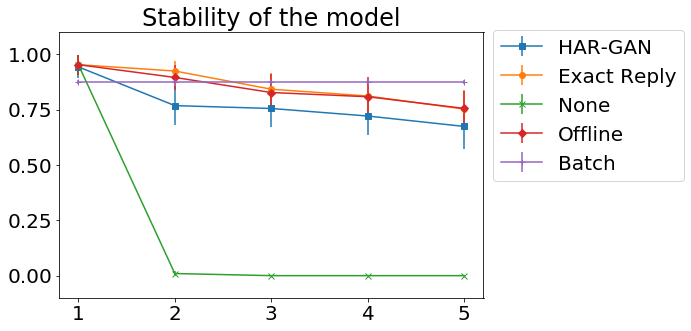 Stability of the model
1.00
0.75
0.50
0.25
0.00
1 2 3 4 5
HAR-GAN
Exact Reply
None
Offline
Batch